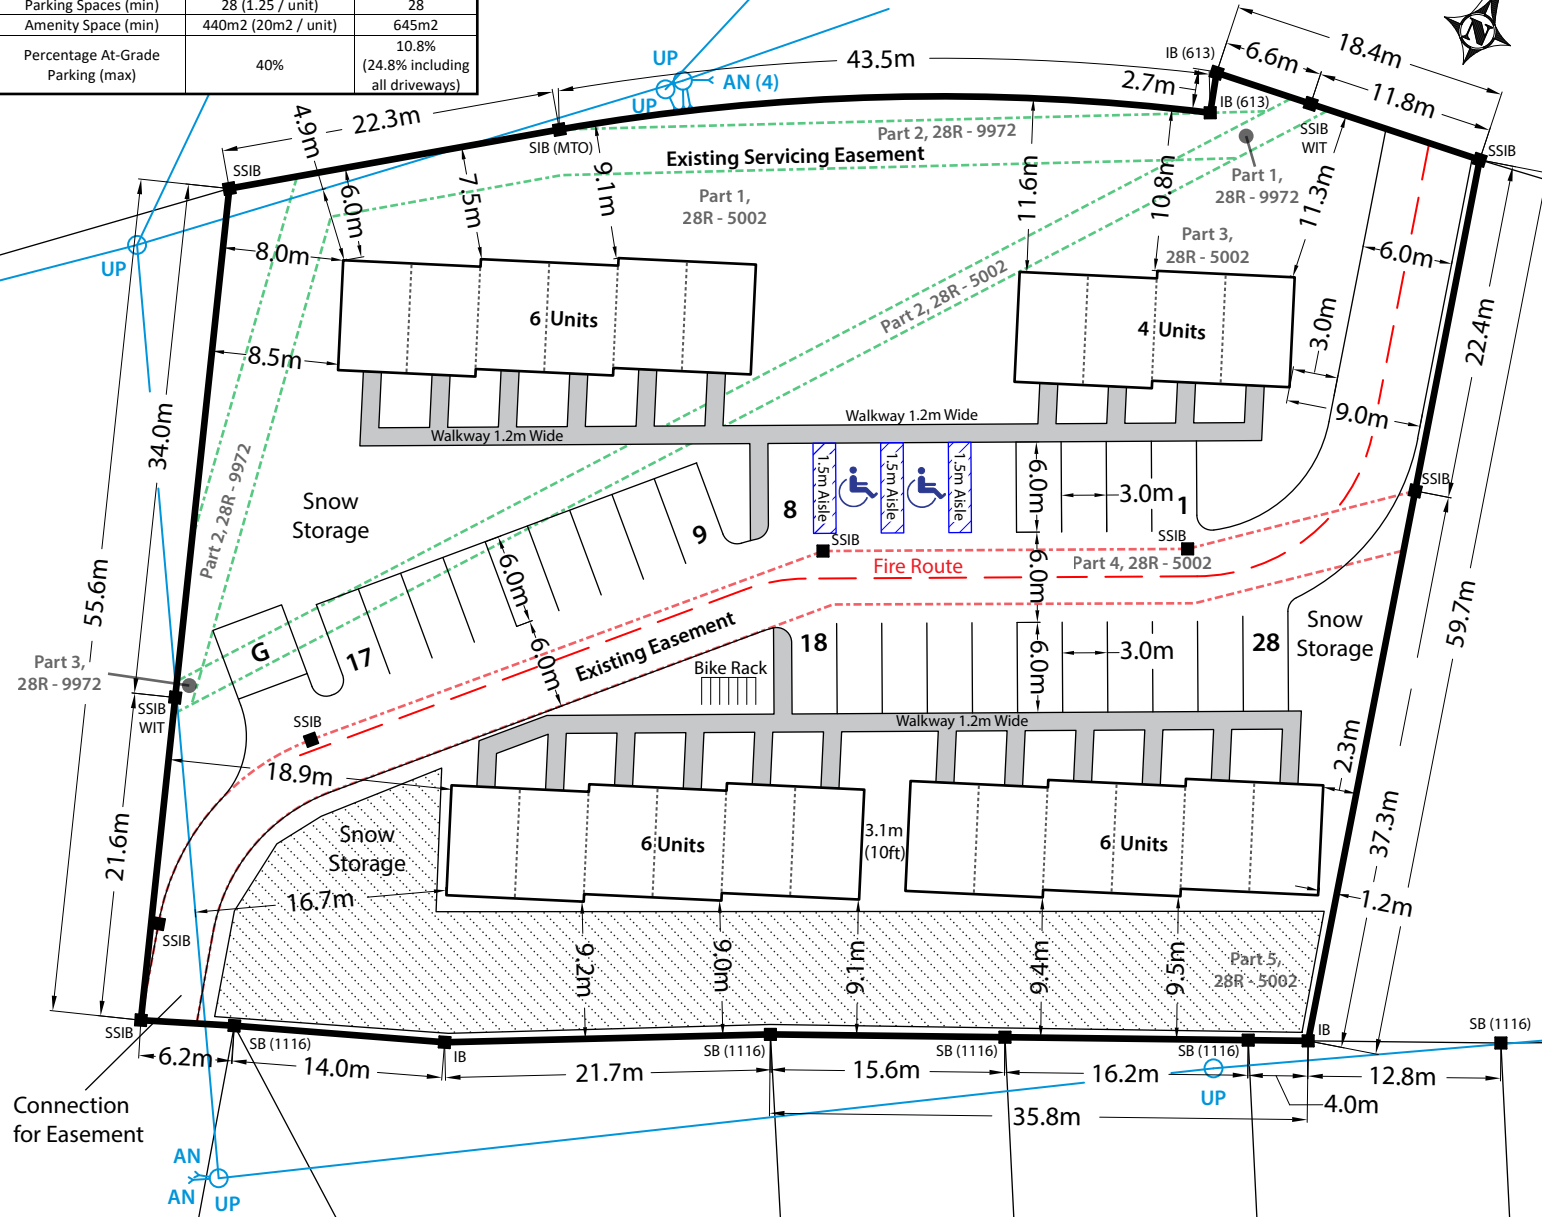 Parking Spaces (min) 28 (1.25 / unit) 28
Amenity Space (min) 440m2 (20m2 / unit) 645m2
Percentage At-Grade
Parking (max)
40%
10.8%
(24.8% including
all driveways)
N
UP
AN (4)
UP
43.5m
2.7m
IB (613)
IB (613)
18.4m
6.6m
11.8m
SSIB
WIT
SSIB
22.3m
4.9m
SSIB
SIB (MTO)
Part 2, 28R - 9972
Existing Servicing Easement
Part 1,
28R - 5002
Part 1,
28R - 9972
Part 3,
28R - 5002
Part 2, 28R - 5002
6.0m
7.5m
9.1m
11.6m
10.8m
11.3m
6.0m
UP
8.0m
8.5m
6 Units
4 Units
3.0m
22.4m
9.0m
34.0m
Walkway 1.2m Wide
Walkway 1.2m Wide
Part 2, 28R - 9972
Snow
Storage
8
1.5m Aisle
1.5m Aisle
1.5m Aisle
6.0m
3.0m
1
SSIB
9
SSIB
SSIB
Fire Route
6.0m
Part 4, 28R - 5002
6.0m
6.0m
55.6m
59.7m
G
17
Existing Easement
18
6.0m
3.0m
28
Snow
Storage
Bike Rack
Part 3,
28R - 9972
SSIB
WIT
SSIB
Walkway 1.2m Wide
18.9m
2.3m
21.6m
Snow
Storage
6 Units
3.1m
(10ft)
6 Units
37.3m
16.7m
1.2m
SSIB
9.2m
9.0m
9.1m
9.4m
9.5m
Part 5,
28R - 5002
SSIB
SB (1116)
IB
SB (1116)
SB (1116)
SB (1116)
IB
SB (1116)
6.2m
14.0m
21.7m
15.6m
16.2m
12.8m
UP
4.0m
35.8m
Connection
for Easement
AN
AN
UP